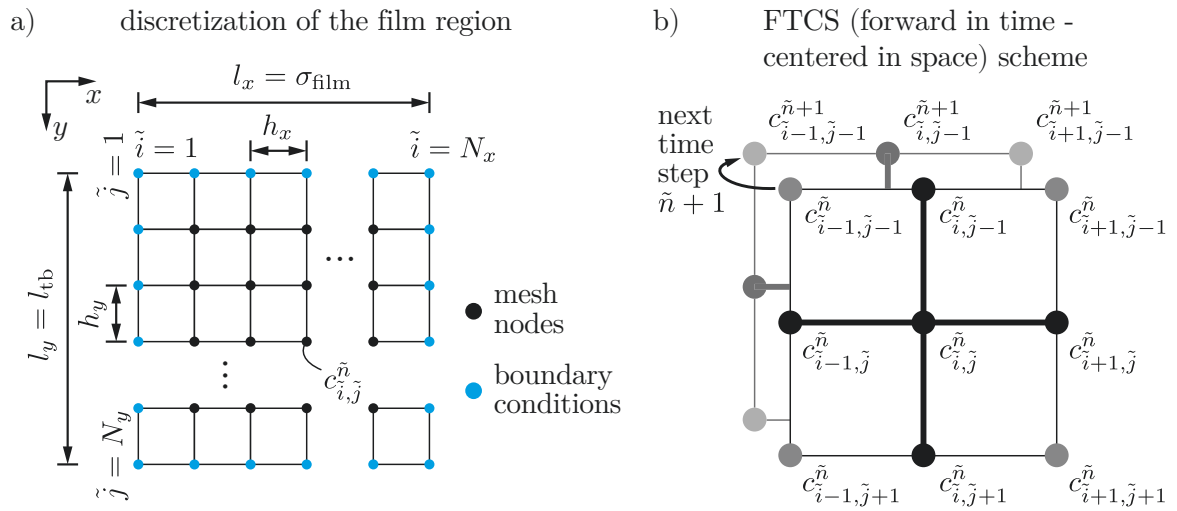 a) discretization of the film region
x
y
l_x = σ_film
ĩ = 1
h_x
ĩ = N_x
j̃ = 1
l_y = l_tb
h_y
...
...
c^ñ_{ĩ,j̃}
j̃ = N_y
mesh
nodes
boundary
conditions
b) FTCS (forward in time -
centered in space) scheme
next
time
step
ñ + 1
c^{ñ+1}_{ĩ−1,j̃−1}
c^{ñ+1}_{ĩ,j̃−1}
c^{ñ+1}_{ĩ+1,j̃−1}
c^ñ_{ĩ−1,j̃−1}
c^ñ_{ĩ,j̃−1}
c^ñ_{ĩ+1,j̃−1}
c^ñ_{ĩ−1,j̃}
c^ñ_{ĩ,j̃}
c^ñ_{ĩ+1,j̃}
c^ñ_{ĩ−1,j̃+1}
c^ñ_{ĩ,j̃+1}
c^ñ_{ĩ+1,j̃+1}